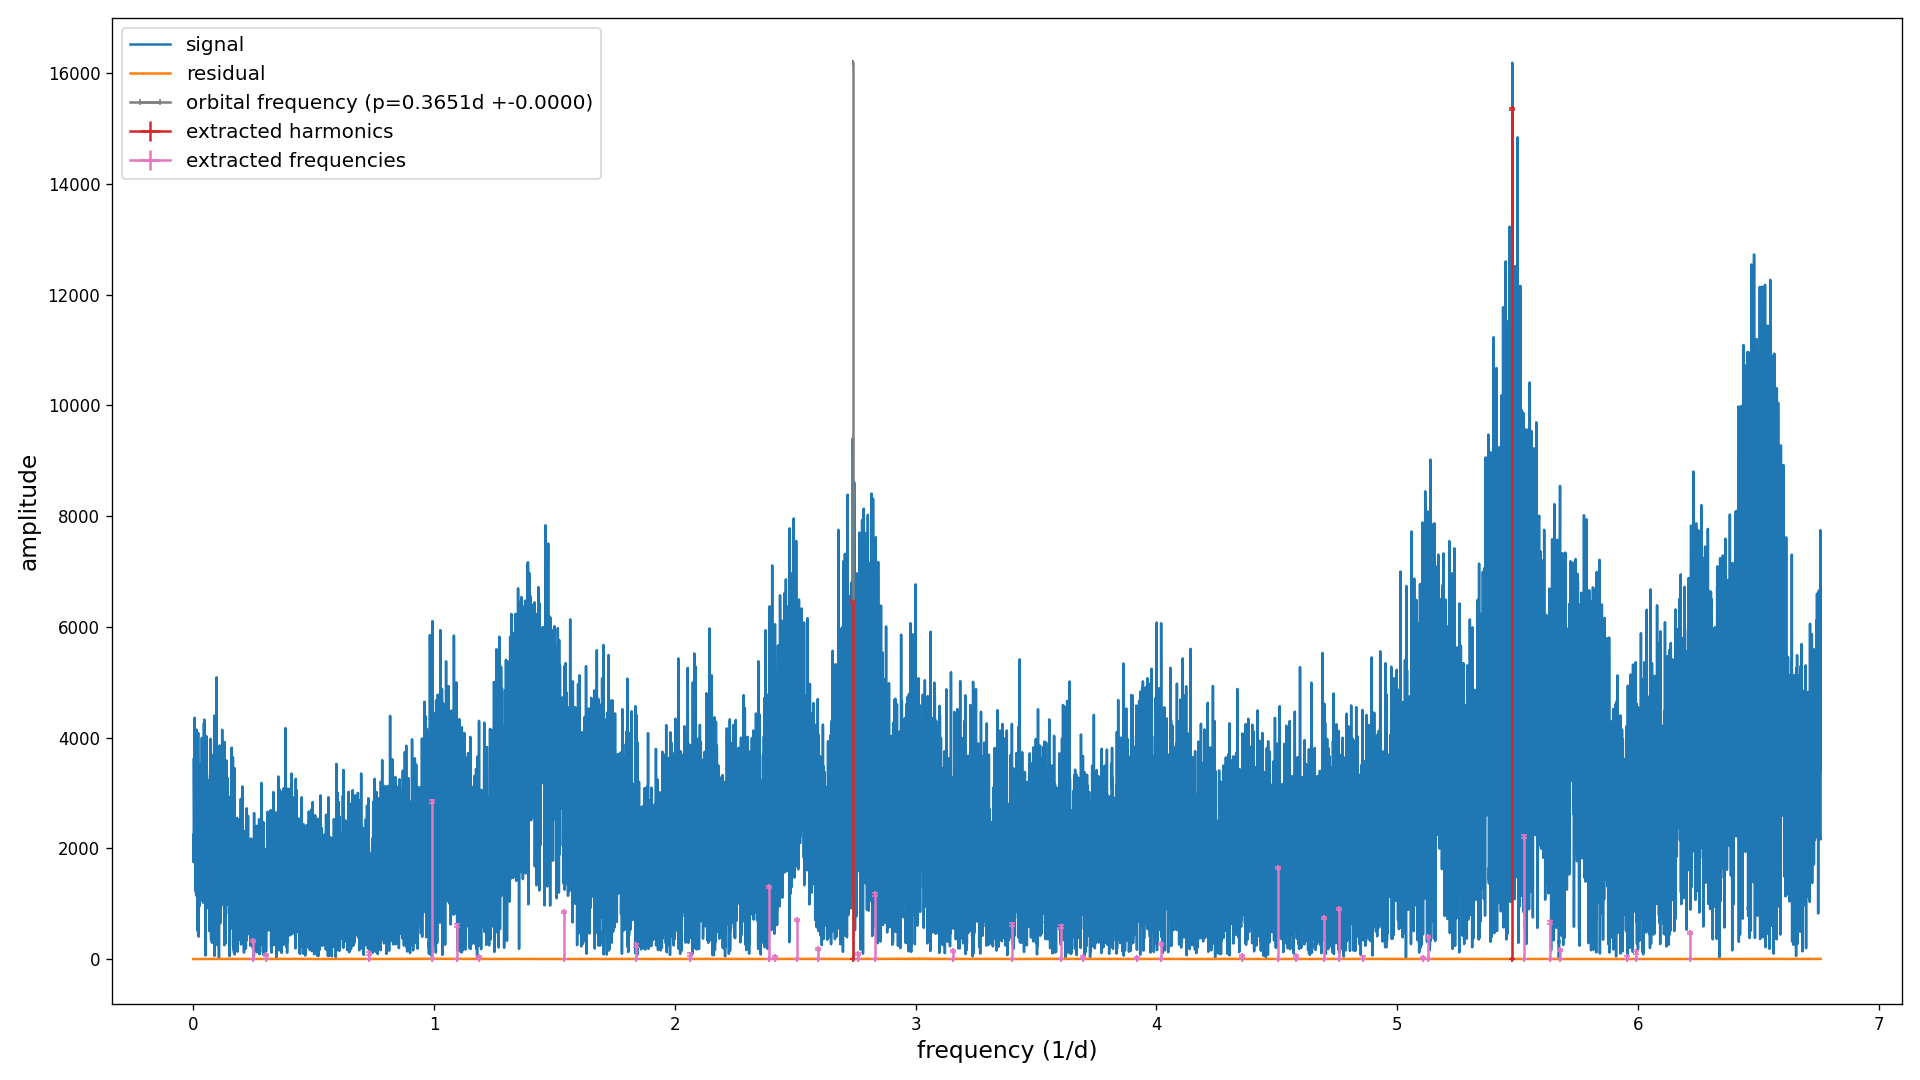 signal
residual
orbital frequency (p=0.3651d +-0.0000)
extracted harmonics
extracted frequencies
amplitude
16000
14000
12000
10000
8000
6000
4000
2000
0
0 1 2 3 4 5 6 7
frequency (1/d)